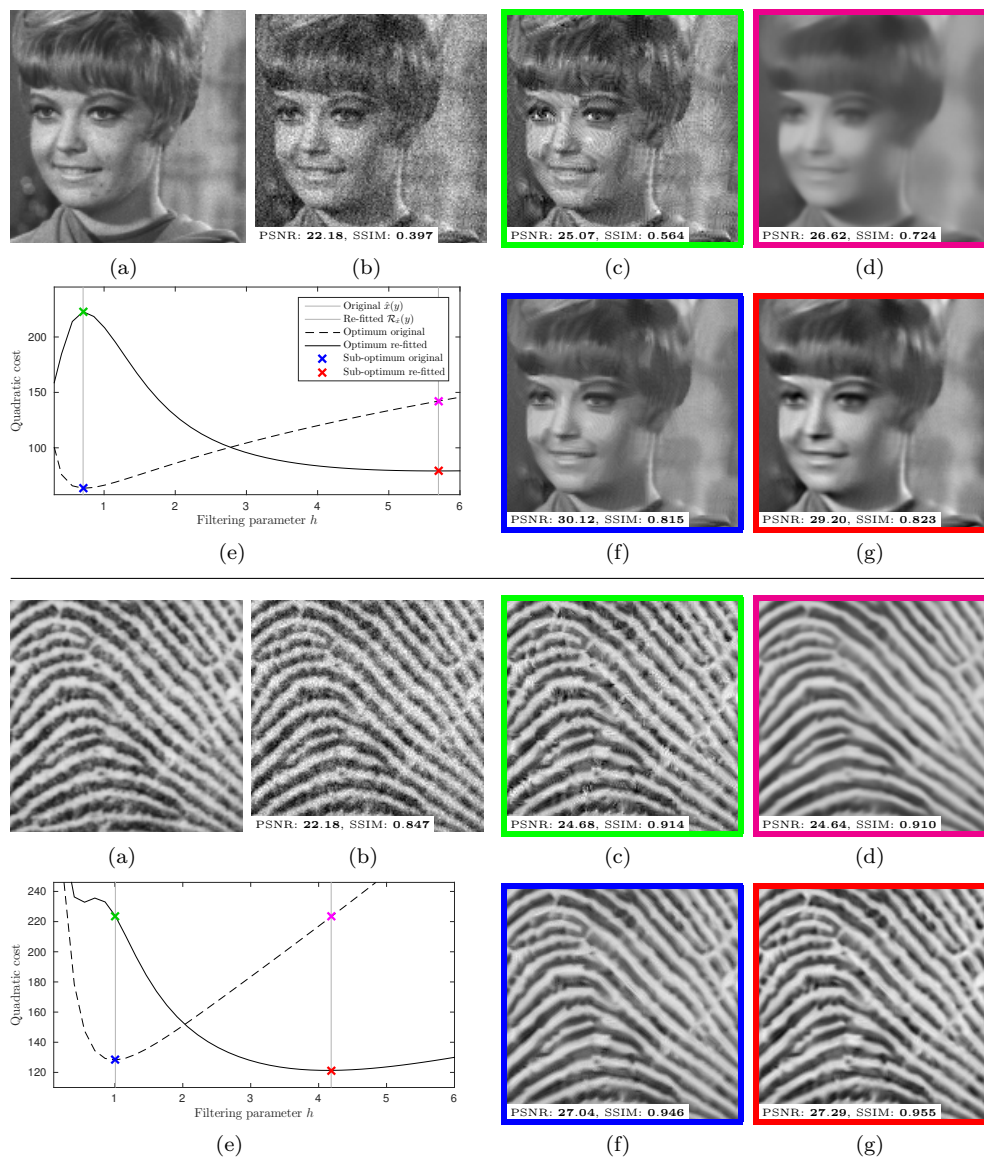 PSNR: 22.18, SSIM: 0.397
PSNR: 25.07, SSIM: 0.564
PSNR: 26.62, SSIM: 0.724
(a)
(b)
(c)
(d)
Quadratic cost
200
150
100
Original x̂(y)
Re-fitted ℛx̂(y)
Optimum original
Optimum re-fitted
Sub-optimum original
Sub-optimum re-fitted
1 2 3 4 5 6
Filtering parameter h
(e)
PSNR: 30.12, SSIM: 0.815
PSNR: 29.20, SSIM: 0.823
(f)
(g)
PSNR: 22.18, SSIM: 0.847
PSNR: 24.68, SSIM: 0.914
PSNR: 24.64, SSIM: 0.910
(a)
(b)
(c)
(d)
Quadratic cost
240
220
200
180
160
140
120
1 2 3 4 5 6
Filtering parameter h
(e)
PSNR: 27.04, SSIM: 0.946
PSNR: 27.29, SSIM: 0.955
(f)
(g)